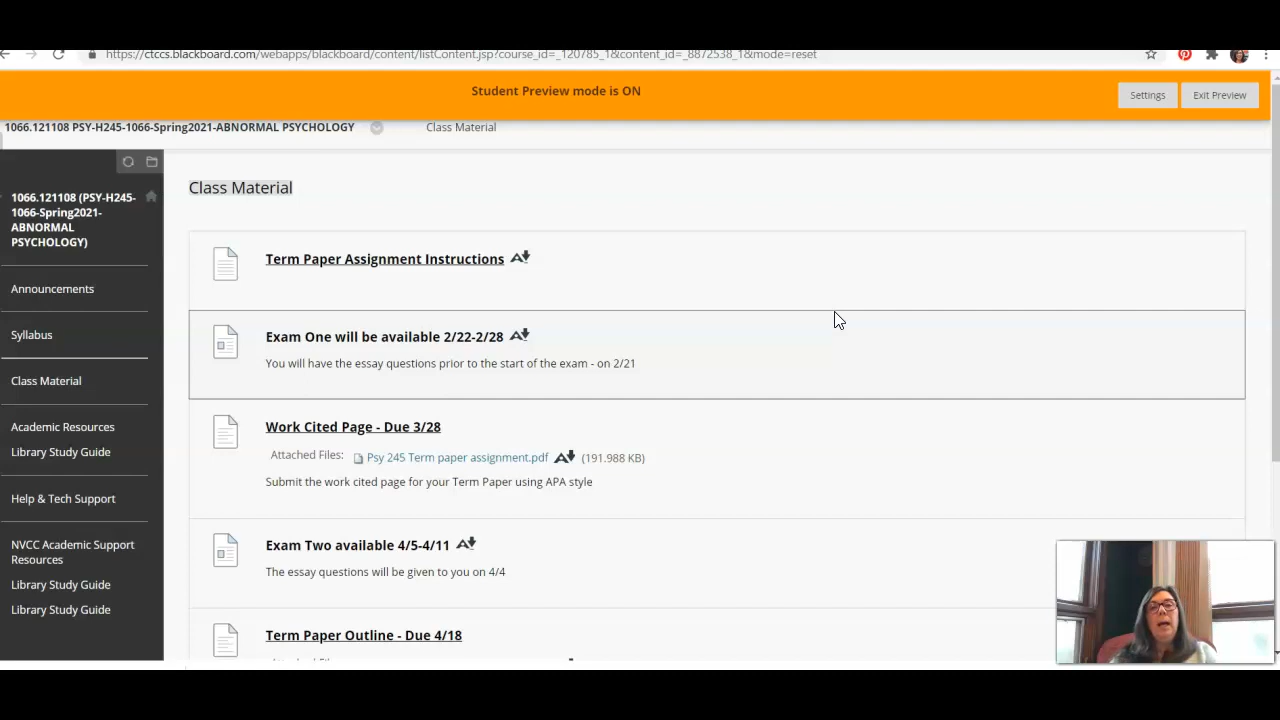 https://ctccs.blackboard.com/webapps/blackboard/content/listContent.jsp?course_id=_120785_1&content_id=_8872538_1&mode=reset
Student Preview mode is ON
Settings
Exit Preview
1066.121108 PSY-H245-1066-Spring2021-ABNORMAL PSYCHOLOGY
Class Material
1066.121108 (PSY-H245-
1066-Spring2021-
ABNORMAL
PSYCHOLOGY)
Announcements
Syllabus
Class Material
Academic Resources
Library Study Guide
Help & Tech Support
NVCC Academic Support
Resources
Library Study Guide
Library Study Guide
Class Material
Term Paper Assignment Instructions
Exam One will be available 2/22-2/28
You will have the essay questions prior to the start of the exam - on 2/21
Work Cited Page - Due 3/28
Attached Files: Psy 245 Term paper assignment.pdf (191.988 KB)
Submit the work cited page for your Term Paper using APA style
Exam Two available 4/5-4/11
The essay questions will be given to you on 4/4
Term Paper Outline - Due 4/18